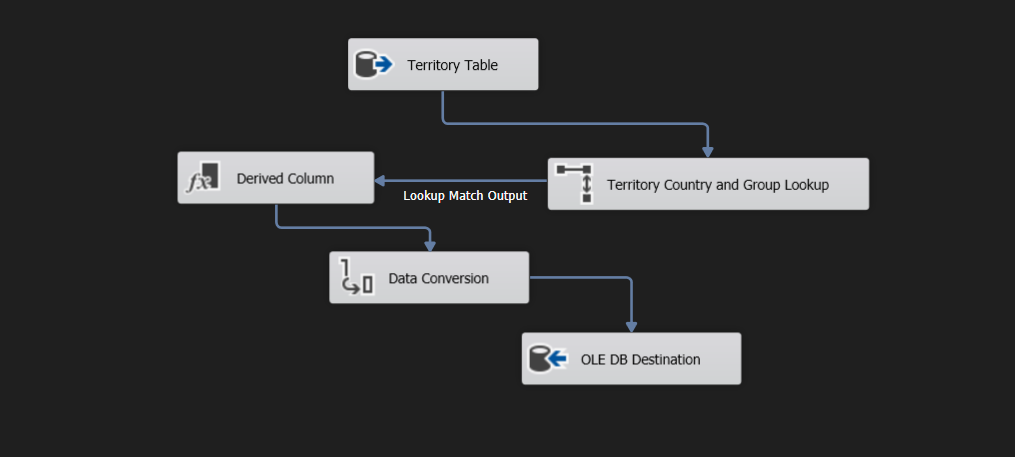 Territory Table
Territory Country and Group Lookup
Lookup Match Output
Derived Column
Data Conversion
OLE DB Destination